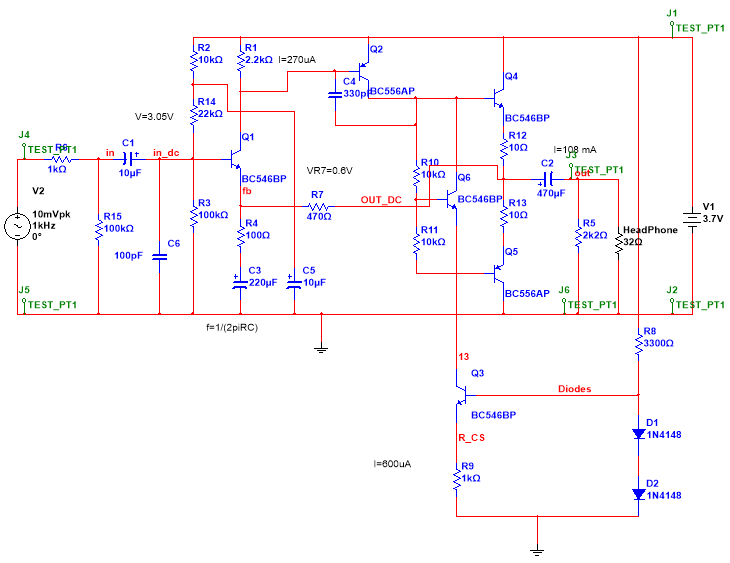 J1
TEST_PT1
R2
10kΩ
R1
2.2kΩ
I=270uA
Q2
BC556AP
C4
330pF
Q4
BC546BP
R14
22kΩ
V=3.05V
Q1
BC546BP
R12
10Ω
I=108 mA
J4
TEST_PT1
R6
1kΩ
in
C1
10µF
in_dc
VR7=0.6V
R10
10kΩ
Q6
BC546BP
C2
470µF
J3
TEST_PT1
out
V2
10mVpk
1kHz
0°
R15
100kΩ
C6
100pF
R3
100kΩ
fb
R7
470Ω
OUT_DC
R4
100Ω
R11
10kΩ
R13
10Ω
R5
2k2Ω
HeadPhone
32Ω
V1
3.7V
C3
220µF
C5
10µF
Q5
BC556AP
J5
TEST_PT1
J6
TEST_PT1
J2
TEST_PT1
f=1/(2piRC)
R8
3300Ω
13
Q3
BC546BP
Diodes
R_CS
D1
1N4148
I=600uA
R9
1kΩ
D2
1N4148